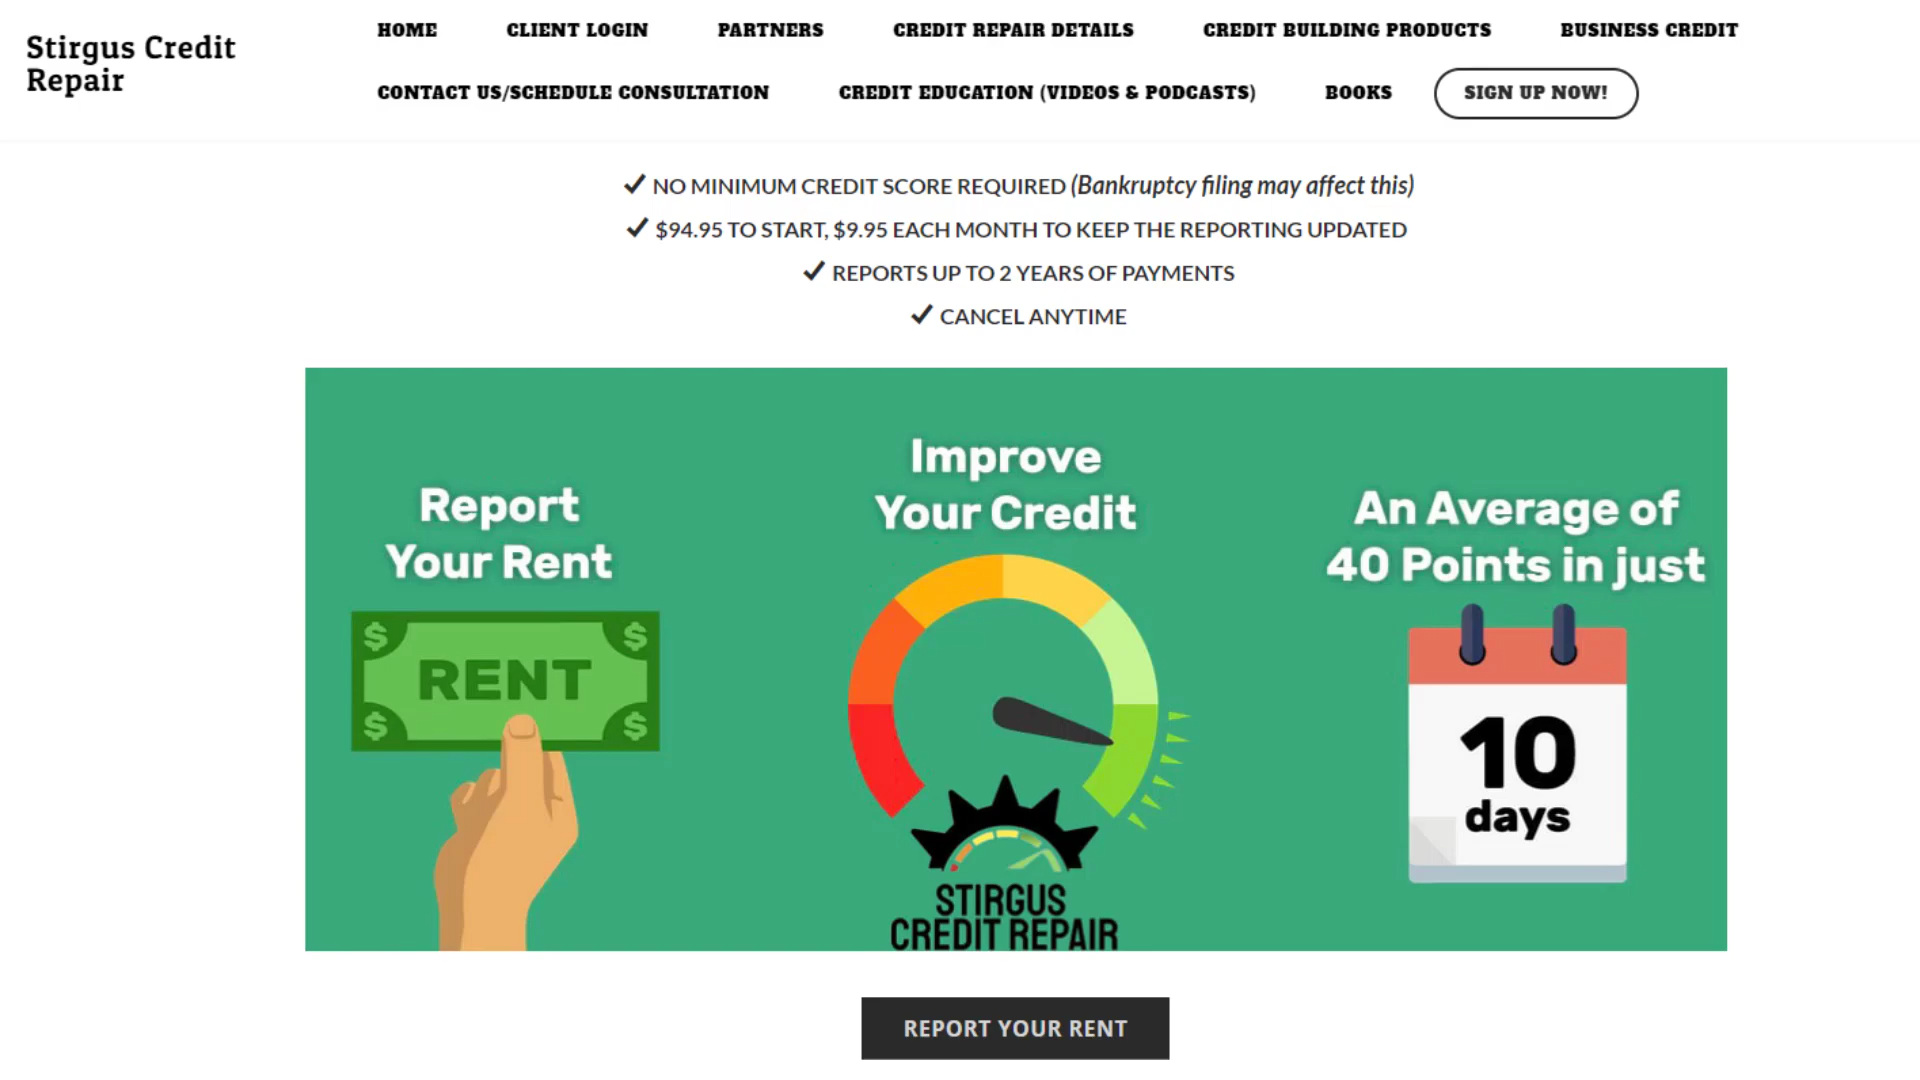 Stirgus Credit
Repair
HOME CLIENT LOGIN PARTNERS CREDIT REPAIR DETAILS CREDIT BUILDING PRODUCTS BUSINESS CREDIT
CONTACT US/SCHEDULE CONSULTATION CREDIT EDUCATION (VIDEOS & PODCASTS) BOOKS SIGN UP NOW!
✔ NO MINIMUM CREDIT SCORE REQUIRED (Bankruptcy filing may affect this)
✔ $94.95 TO START, $9.95 EACH MONTH TO KEEP THE REPORTING UPDATED
✔ REPORTS UP TO 2 YEARS OF PAYMENTS
✔ CANCEL ANYTIME
Report
Your Rent
$ $
RENT
$ $
Improve
Your Credit
STIRGUS
CREDIT REPAIR
An Average of
40 Points in just
10
days
REPORT YOUR RENT